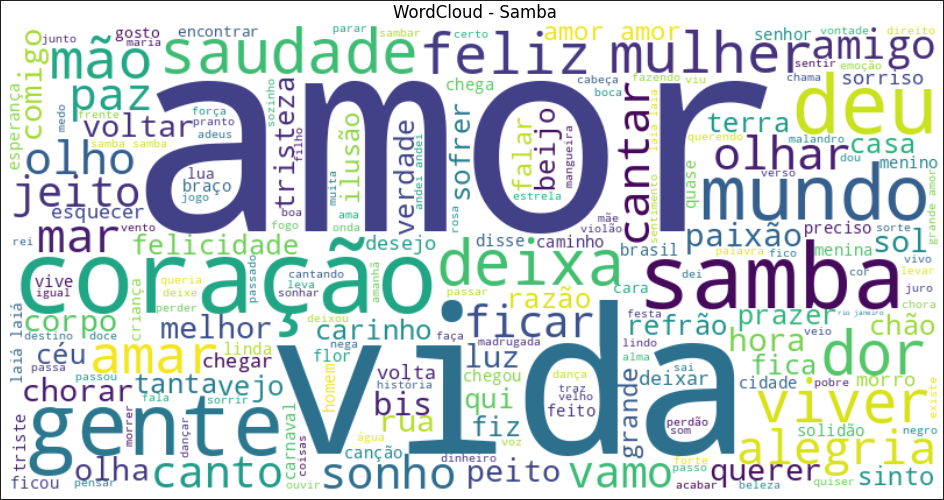 WordCloud - Samba
amor
vida
coração
samba
gente
mundo
deu
deixa
saudade
feliz
mulher
amigo
mão
paz
comigo
esperança
junto
gosto
maria
encontrar
parar
sambar
certo
amor amor
senhor
vontade
direito
sentir
emoção
sorriso
chama
viu
fazendo
cabeça
boca
chega
sozinho
tristeza
filho
ilusão
verdade
andei andei
sofrer
falar
estrela
beijo
mangueira
cantar
laia laia
querendo
terra
malandro
casa
olhar
dou
menino
verso
quase
sentimento
grande amor
voltar
frente
força
pranto
adeus
samba samba
medo
olho
lua
braço
jogo
jeito
esquecer
muita
boa
ama
onda
fogo
rosa
violão
mãe
rei
vento
mar
felicidade
passado
desejo
disse
caminho
brasil
paixão
palavra
fico
preciso
menina
sorte
sol
vivo
levar
cor
dei
vive
igual
queria
deixe
perder
criança
cantando
leva
sonhar
amanhã
passar
razão
cara
juro
chora
rio janeiro
laiá laiá
corpo
destino
doce
melhor
deixou
nega
carinho
faça
ficar
madrugada
festa
refrão
prazer
veio
hora
chão
céu
passa
passou
amar
linda
chegar
flor
homem
volta
história
luz
chegou
dança
traz
velho
lindo
alma
sai
deixar
fica
dor
cidade
pobre
morro
existe
chorar
fala
sorrir
tanta
vejo
bis
qui
feito
grande
perdão
som
viver
solidão
negro
triste
morrer
dançar
carnaval
coisas
água
rua
fiz
voz
canção
dinheiro
ficou
pensar
olha
canto
ouvir
sonho
peito
vamo
passo
acabar
querer
beleza
alegria
quiser
sinto
forte